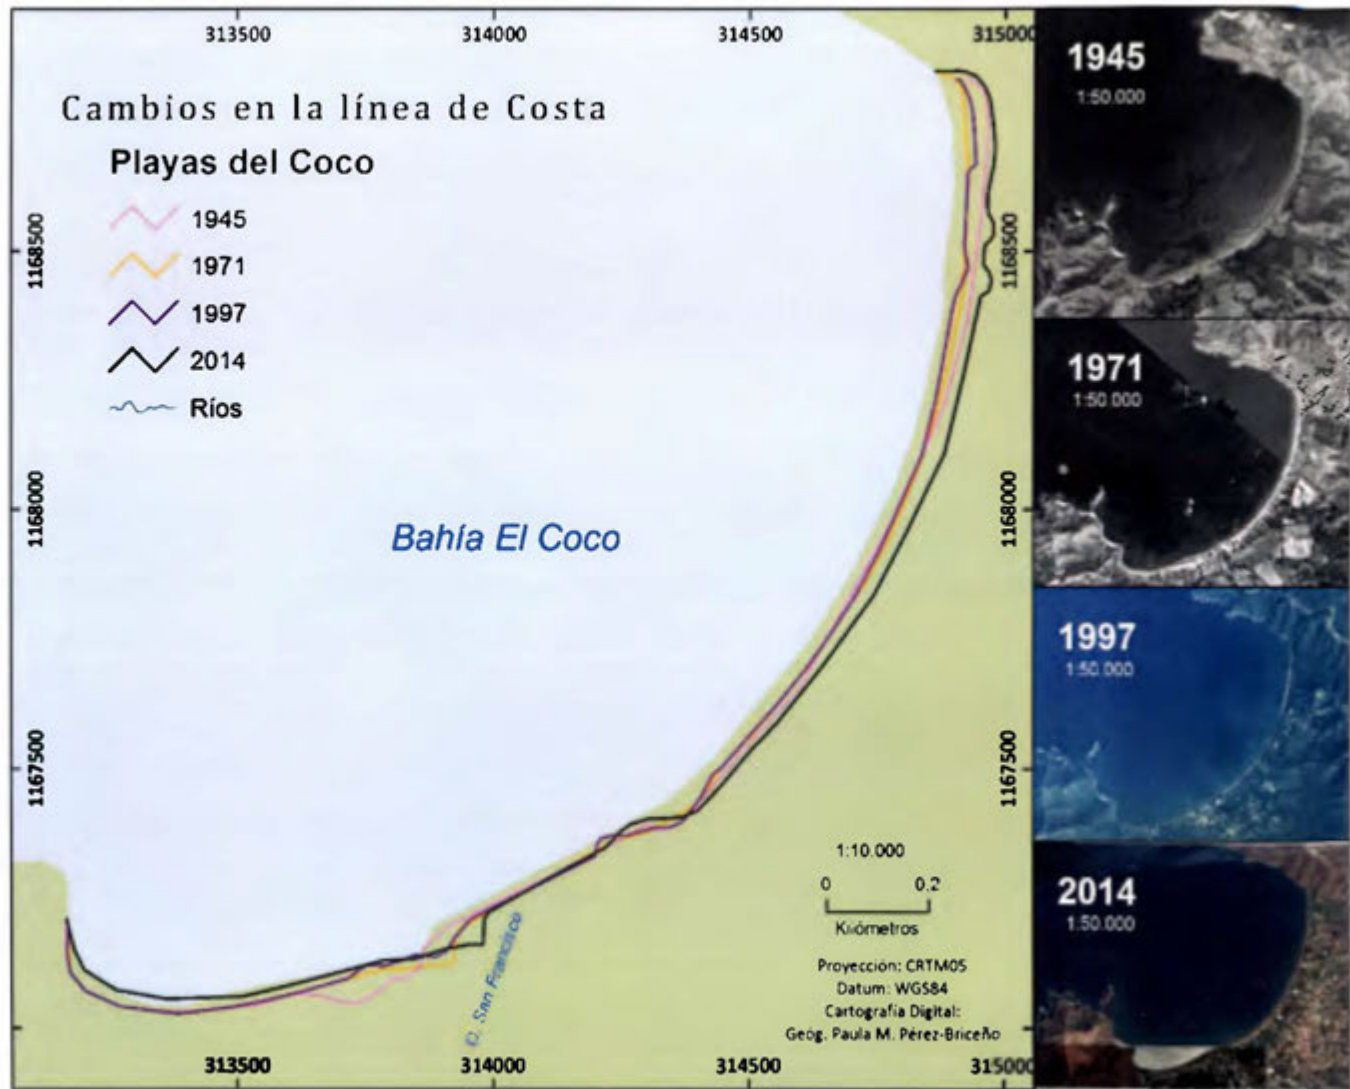 313500 314000 314500 315000
Cambios en la línea de Costa
Playas del Coco
1945
1971
1997
2014
Ríos
1168500
1168000
1167500
1168500
1168000
1167500
Bahía El Coco
Q. San Francisco
1:10.000
0 0.2
Kilómetros
Proyección: CRTM05
Datum: WGS84
Cartografía Digital:
Geóg. Paula M. Pérez-Briceño
313500 314000 314500 315000
1945
1:50.000
1971
1:50.000
1997
1:50.000
2014
1:50.000